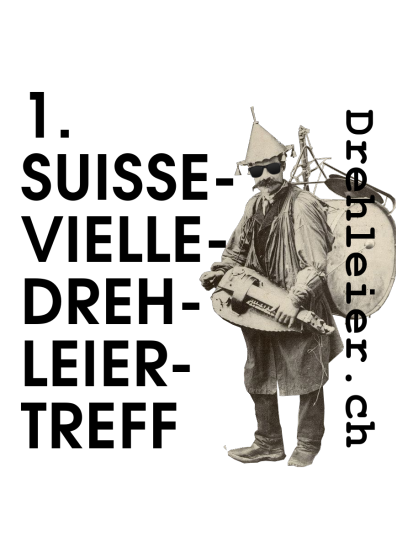 1.
SUISSE-
VIELLE-
DREH-
LEIER-
TREFF
Drehleier.ch